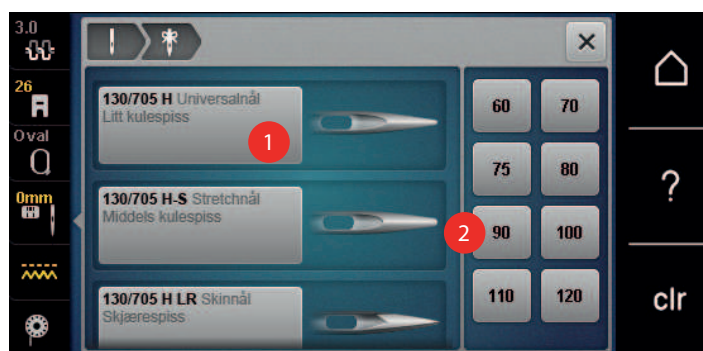 3.0
26
Oval
0mm
130/705 H Universalnål
Litt kulespiss
1
130/705 H-S Stretchnål
Middels kulespiss
130/705 H LR Skinnål
Skjærespiss
60 70
75 80
2
90 100
110 120
?
clr